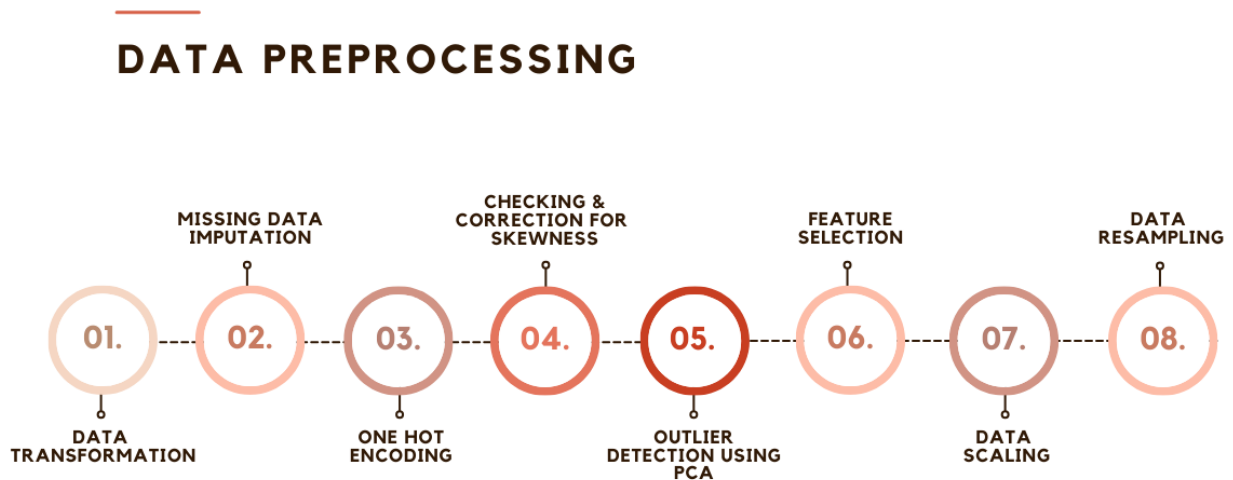 DATA PREPROCESSING
01.
DATA
TRANSFORMATION
MISSING DATA
IMPUTATION
02.
03.
ONE HOT
ENCODING
CHECKING &
CORRECTION FOR
SKEWNESS
04.
05.
OUTLIER
DETECTION USING
PCA
FEATURE
SELECTION
06.
07.
DATA
SCALING
DATA
RESAMPLING
08.